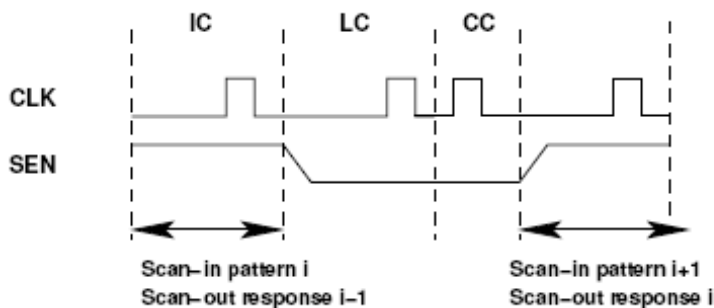 IC LC CC
CLK
SEN
Scan-in pattern i
Scan-out response i-1
Scan-in pattern i+1
Scan-out response i